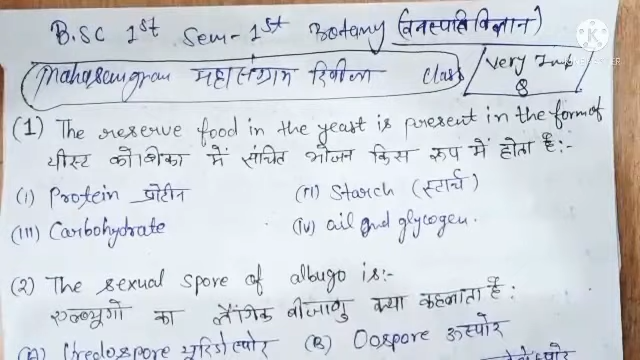 B.SC 1st Sem-1st Botany (वनस्पति विज्ञान)
Mahasangram महासंग्राम रिवीजन Class Very Imp
(1) The reserve food in the yeast is present in the form of
यीस्ट कोशिका में संचित भोजन किस रूप में होता है:-
(i) Protein प्रोटीन (ii) Starch (स्टार्च)
(iii) Carbohydrate (iv) oil and glycogen.
(2) The sexual spore of albugo is:-
एल्ब्यूगो का लैंगिक बीजाणु क्या कहलाता है:
(A) Uredospore यूरिडोस्पोर (B) Oospore ऊस्पोर